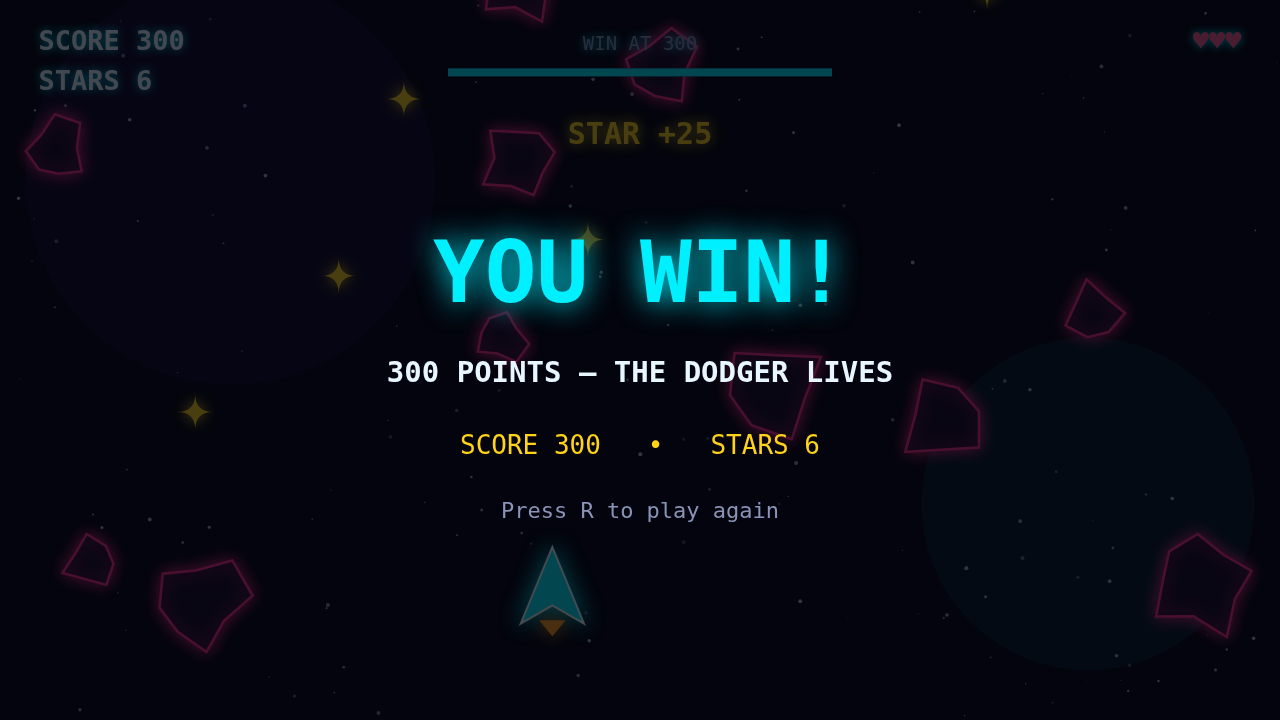 SCORE 300
STARS 6
WIN AT 300
♥♥♥
STAR +25
YOU WIN!
300 POINTS — THE DODGER LIVES
SCORE 300 • STARS 6
Press R to play again